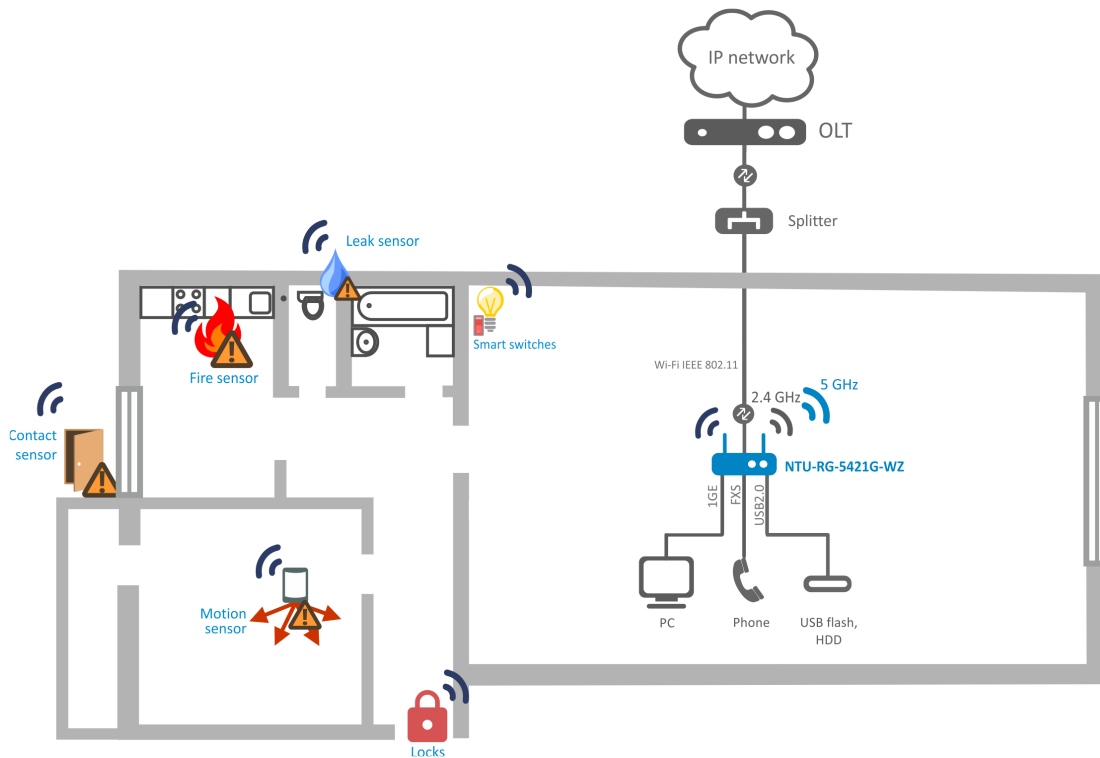 IP network
OLT
Splitter
Leak sensor
Smart switches
Fire sensor
Wi-Fi IEEE 802.11
5 GHz
2.4 GHz
Contact
sensor
NTU-RG-5421G-WZ
1GE
FXS
USB2.0
Motion
sensor
PC
Phone
USB flash,
HDD
Locks